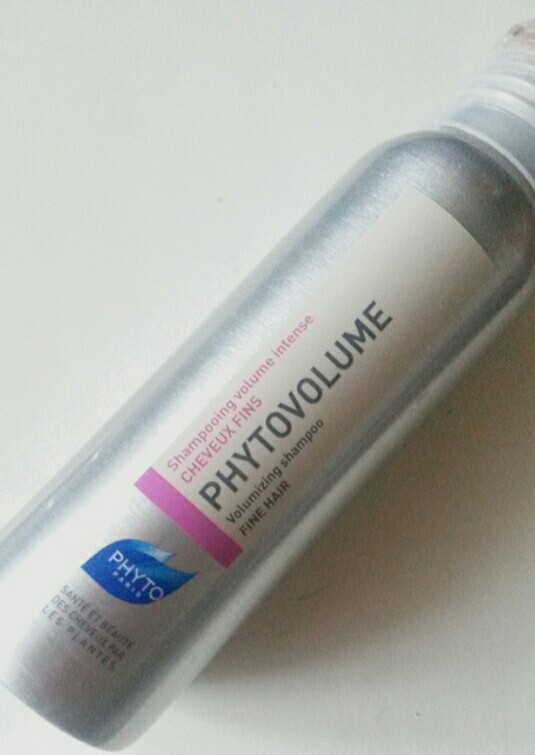 Shampooing volume intense
CHEVEUX FINS
PHYTOVOLUME
Volumizing shampoo
FINE HAIR
PHYTO
PARIS
SANTÉ ET BEAUTÉ
DES CHEVEUX PAR
LES PLANTES